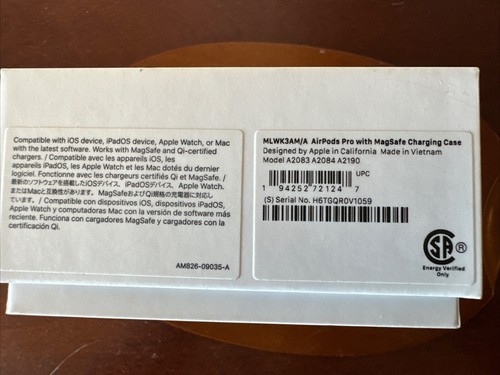 Compatible with iOS device, iPadOS device, Apple Watch, or Mac
with the latest software. Works with MagSafe and Qi-certified
chargers. / Compatible avec les appareils iOS, les
appareils iPadOS, les Apple Watch et les Mac dotés du dernier
logiciel. Fonctionne avec les chargeurs certifiés Qi et MagSafe. /
最新のソフトウェアを搭載したiOSデバイス、iPadOSデバイス、Apple Watch、
またはMacと互換性があります。MagSafeおよびQi規格の充電器に対応し
ています。/ Compatible con dispositivos iOS, dispositivos iPadOS,
Apple Watch y computadoras Mac con la versión de software más
reciente. Funciona con cargadores MagSafe y cargadores con la
certificación Qi.
AM826-09035-A
MLWK3AM/A AirPods Pro with MagSafe Charging Case
Designed by Apple in California Made in Vietnam
Model A2083 A2084 A2190
UPC
1 94252 72124 7
(S) Serial No. H6TGQR0V1059
SA ®
Energy Verified
Only